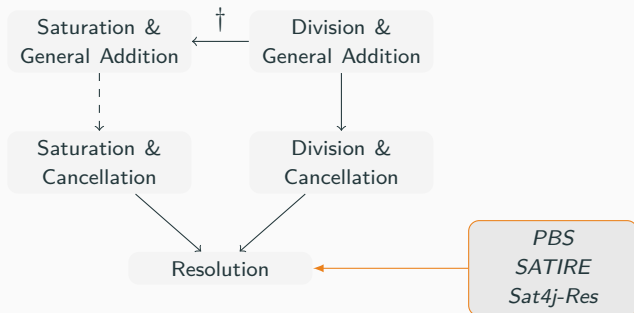 Saturation &
General Addition
†
Division &
General Addition
Saturation &
Cancellation
Division &
Cancellation
Resolution
PBS
SATIRE
Sat4j-Res